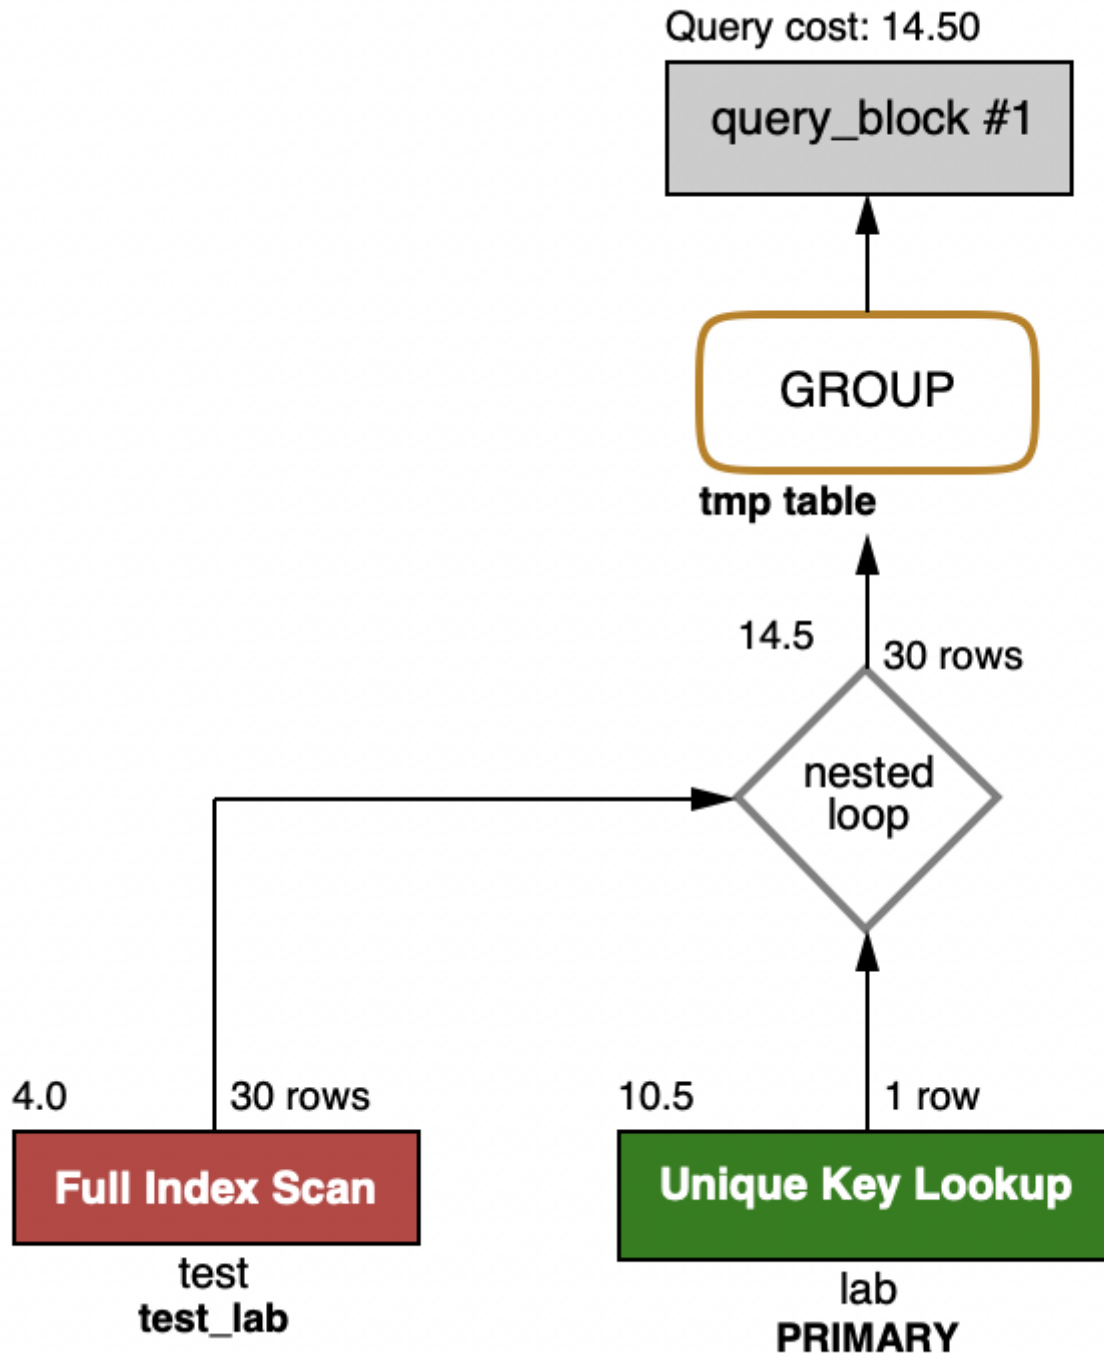 Query cost: 14.50
query_block #1
GROUP
tmp table
14.5
30 rows
nested
loop
4.0
30 rows
10.5
1 row
Full Index Scan
Unique Key Lookup
test
test_lab
lab
PRIMARY